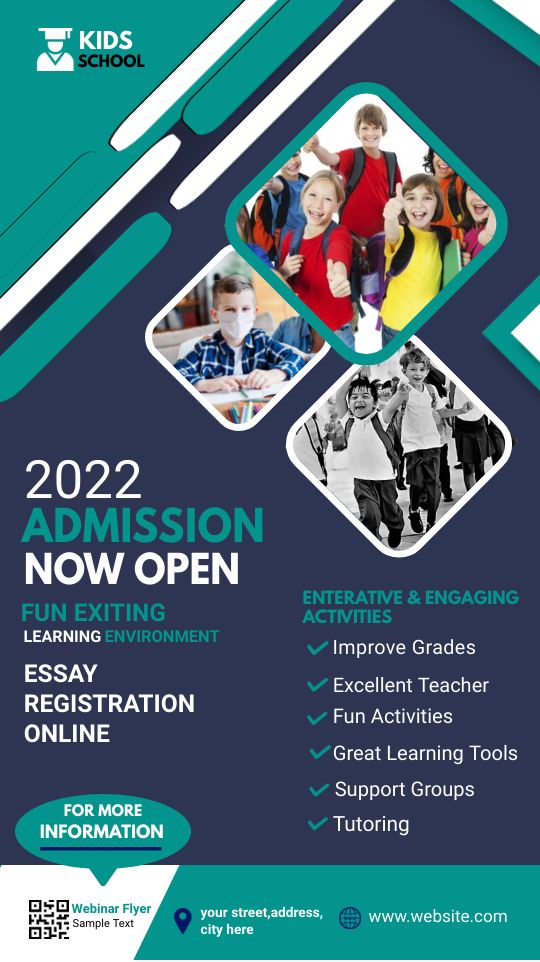 KIDS
SCHOOL
2022
ADMISSION
NOW OPEN
FUN EXITING
LEARNING ENVIRONMENT
ESSAY
REGISTRATION
ONLINE
ENTERATIVE & ENGAGING
ACTIVITIES
Improve Grades
Excellent Teacher
Fun Activities
Great Learning Tools
Support Groups
Tutoring
FOR MORE
INFORMATION
Webinar Flyer
Sample Text
your street,address,
city here
www.website.com